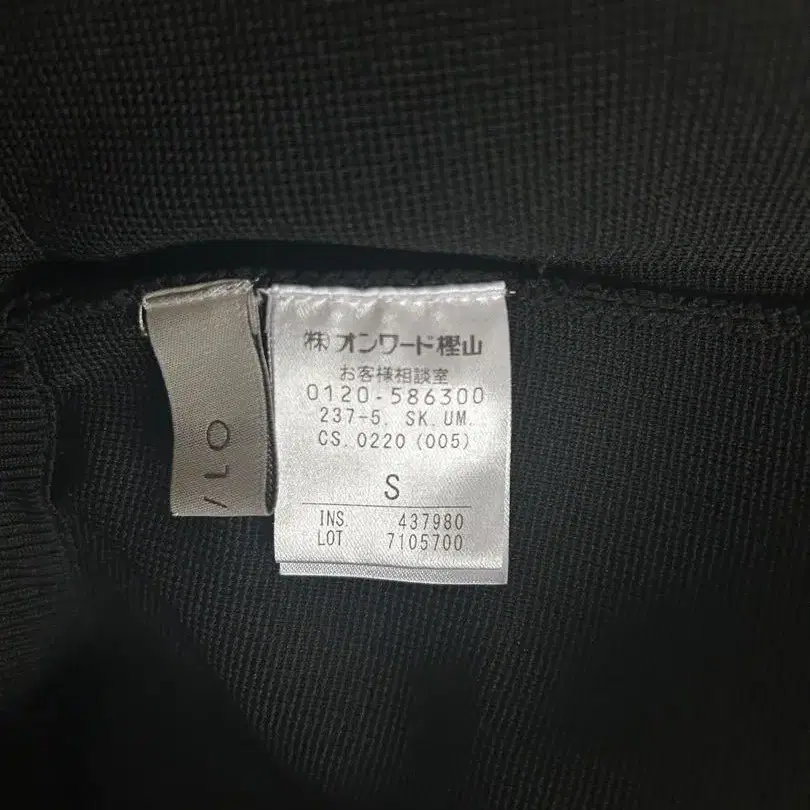 ㈱オンワード樫山
お客様相談室
0120-586300
237-5. SK. UM.
CS. 0220 (005)
S
INS. 437980
LOT 7105700